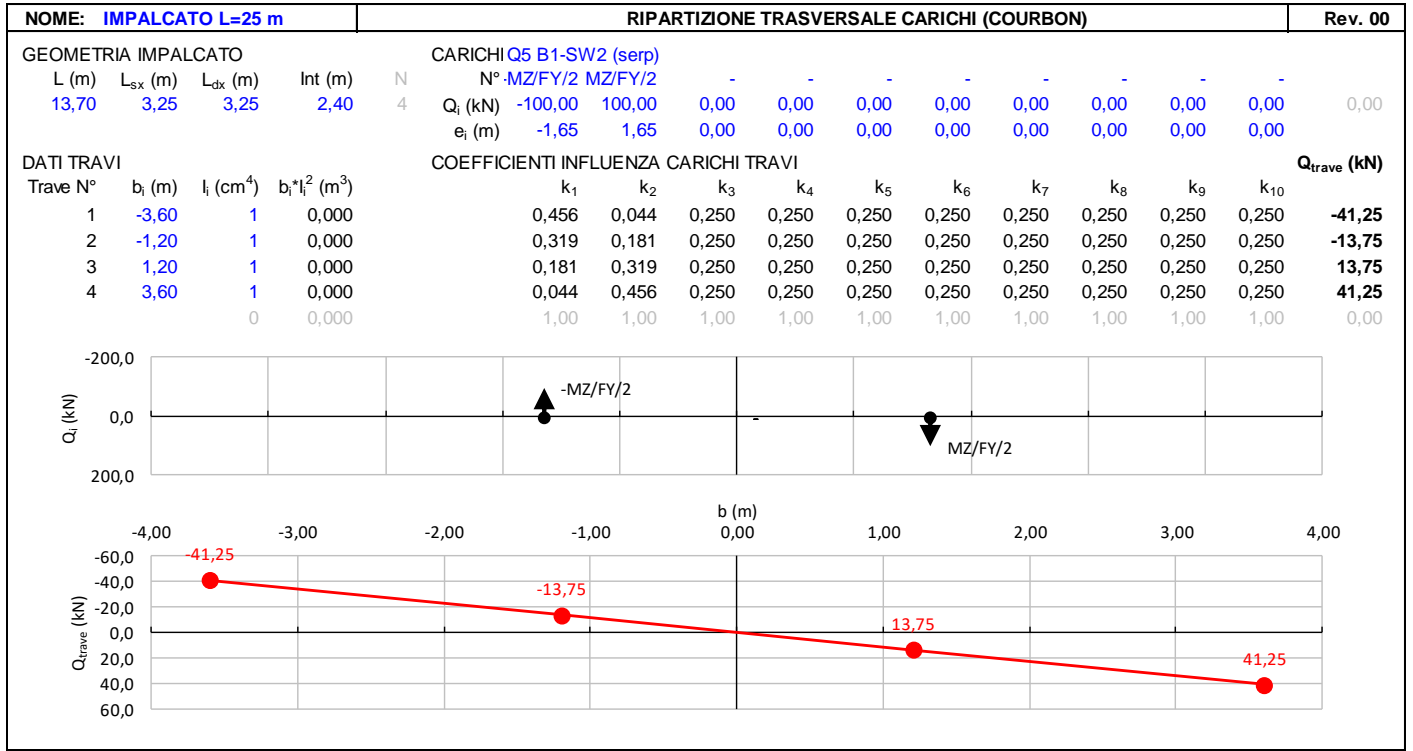 NOME: IMPALCATO L=25 m RIPARTIZIONE TRASVERSALE CARICHI (COURBON) Rev. 00
GEOMETRIA IMPALCATO CARICHI Q5 B1-SW2 (serp)
L (m) Lsx (m) Ldx (m) Int (m) N N° -MZ/FY/2 MZ/FY/2 - - - - - - - -
13,70 3,25 3,25 2,40 4 Qi (kN) -100,00 100,00 0,00 0,00 0,00 0,00 0,00 0,00 0,00 0,00 0,00
ei (m) -1,65 1,65 0,00 0,00 0,00 0,00 0,00 0,00 0,00 0,00
DATI TRAVI COEFFICIENTI INFLUENZA CARICHI TRAVI Qtrave (kN)
Trave N° bi (m) Ii (cm4) bi*Ii2 (m3) k1 k2 k3 k4 k5 k6 k7 k8 k9 k10
1 -3,60 1 0,000 0,456 0,044 0,250 0,250 0,250 0,250 0,250 0,250 0,250 0,250 -41,25
2 -1,20 1 0,000 0,319 0,181 0,250 0,250 0,250 0,250 0,250 0,250 0,250 0,250 -13,75
3 1,20 1 0,000 0,181 0,319 0,250 0,250 0,250 0,250 0,250 0,250 0,250 0,250 13,75
4 3,60 1 0,000 0,044 0,456 0,250 0,250 0,250 0,250 0,250 0,250 0,250 0,250 41,25
0 0,000 1,00 1,00 1,00 1,00 1,00 1,00 1,00 1,00 1,00 1,00 0,00
-200,0
-MZ/FY/2
0,0
-
Qi (kN)
MZ/FY/2
200,0
b (m)
-4,00 -3,00 -2,00 -1,00 0,00 1,00 2,00 3,00 4,00
-60,0
-41,25
-40,0
-13,75
-20,0
13,75
0,0
Qtrave (kN)
20,0
41,25
40,0
60,0